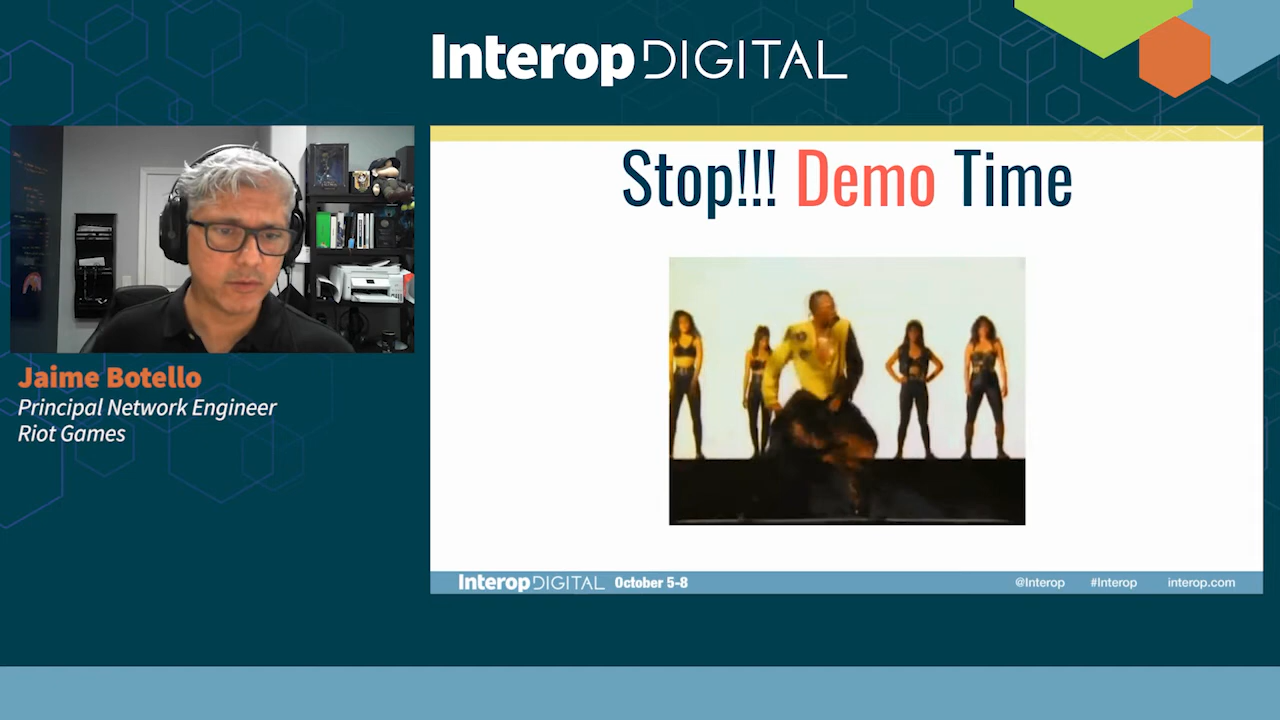 Interop DIGITAL
Stop!!! Demo Time
Jaime Botello
Principal Network Engineer
Riot Games
Interop DIGITAL October 5-8
@Interop #Interop interop.com